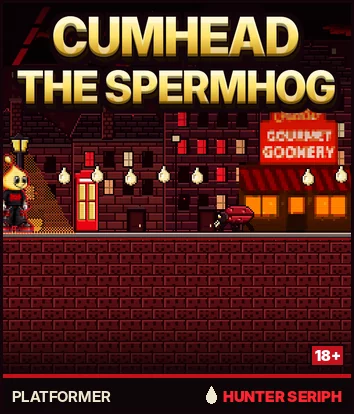 CUMHEAD
THE SPERMHOG
GOURMET
GOONERY
18+
PLATFORMER
HUNTER SERIPH